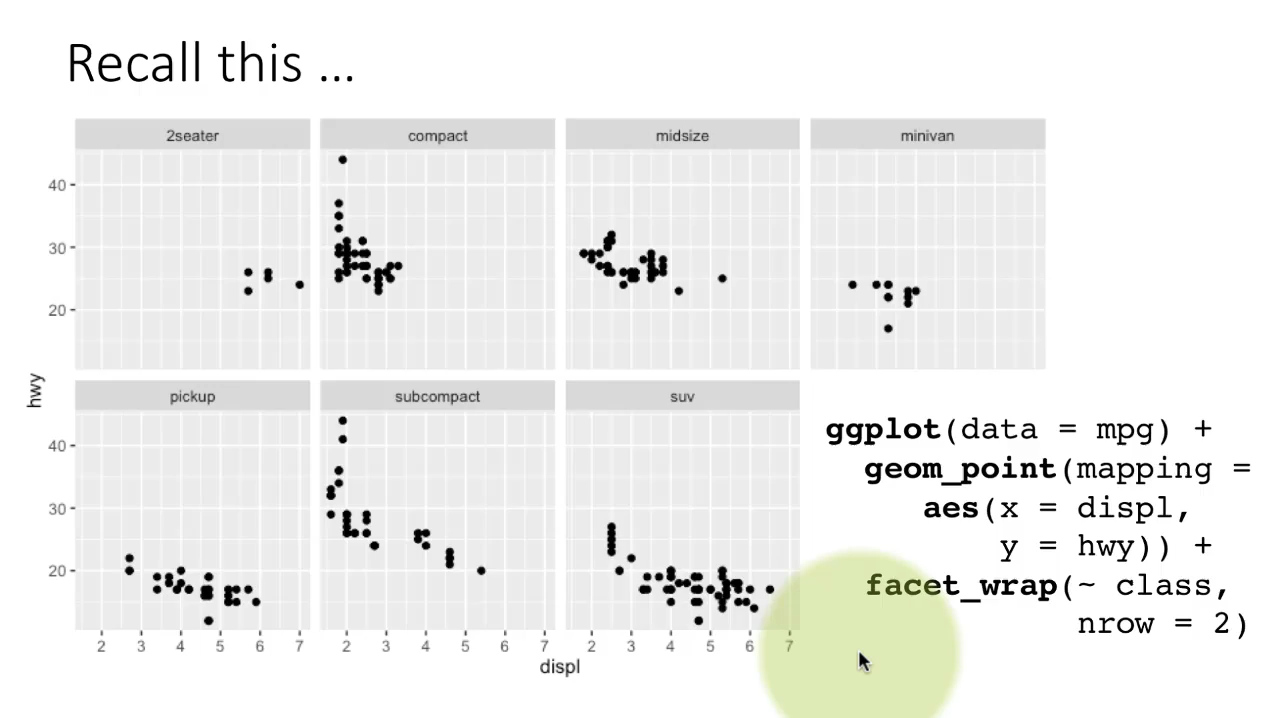 Recall this ...
2seater
compact
midsize
minivan
40
30
20
hwy
pickup
subcompact
suv
40
30
20
2 3 4 5 6 7
2 3 4 5 6 7
2 3 4 5 6 7
displ
ggplot(data = mpg) +
geom_point(mapping =
aes(x = displ,
y = hwy)) +
facet_wrap(~ class,
nrow = 2)